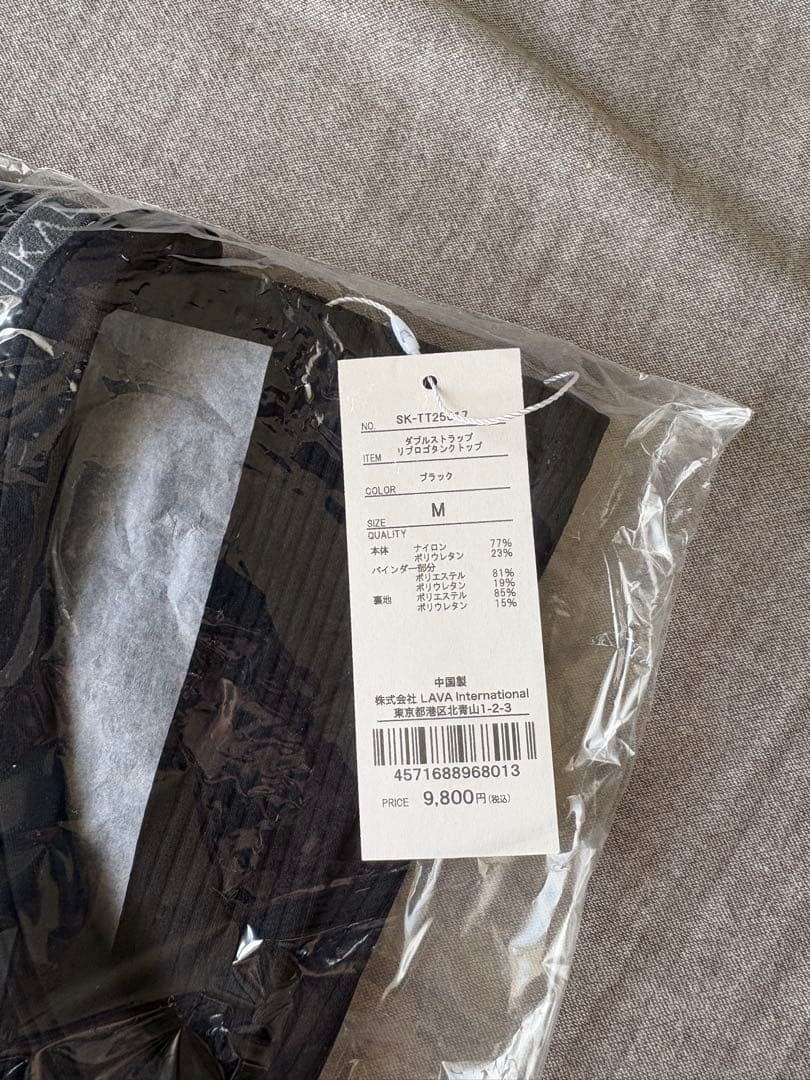 UKA
NO. SK-TT25017
ITEM ダブルストラップ
リブロゴタンクトップ
COLOR ブラック
SIZE M
QUALITY
本体 ナイロン 77%
ポリウレタン 23%
バインダー部分
ポリエステル 81%
ポリウレタン 19%
裏地 ポリエステル 85%
ポリウレタン 15%
中国製
株式会社 LAVA International
東京都港区北青山1-2-3
4571688968013
PRICE 9,800円(税込)